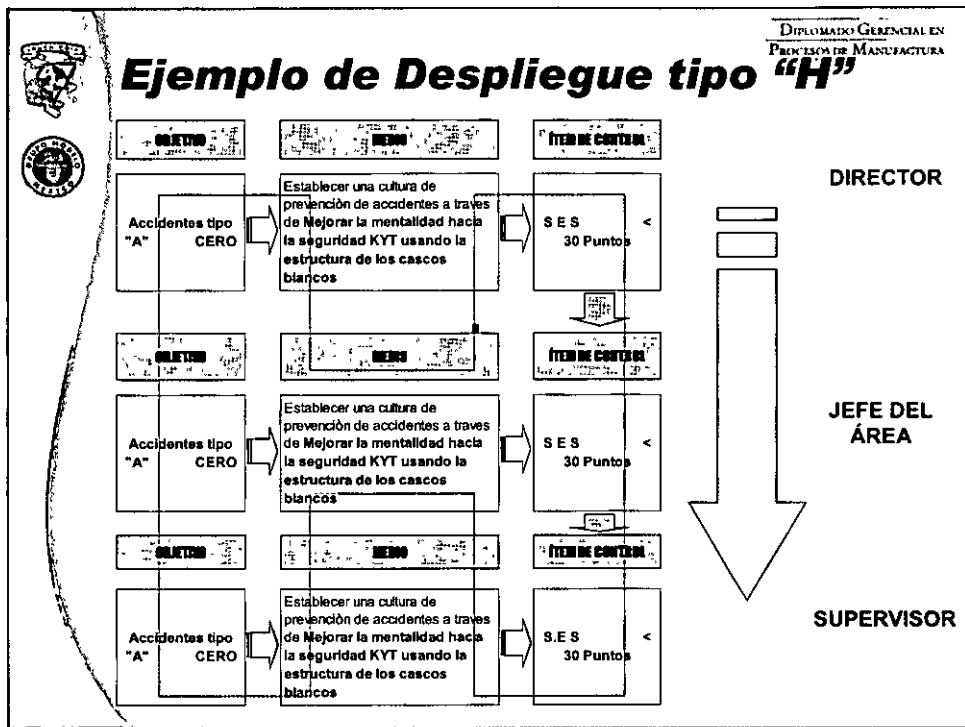 DIPLOMADO GERENCIAL EN
PROCESOS DE MANUFACTURA
Ejemplo de Despliegue tipo “H”
GRUPO MODELO
MEXICO
OBJETIVO
MEDIO
ÍTEM DE CONTROL
DIRECTOR
Accidentes tipo
"A" CERO
Establecer una cultura de
prevención de accidentes a traves
de Mejorar la mentalidad hacia
la seguridad KYT usando la
estructura de los cascos
blancos
S E S <
30 Puntos
OBJETIVO
MEDIO
ÍTEM DE CONTROL
JEFE DEL
ÁREA
Accidentes tipo
"A" CERO
Establecer una cultura de
prevención de accidentes a traves
de Mejorar la mentalidad hacia
la seguridad KYT usando la
estructura de los cascos
blancos
S E S <
30 Puntos
OBJETIVO
MEDIO
ÍTEM DE CONTROL
SUPERVISOR
Accidentes tipo
"A" CERO
Establecer una cultura de
prevención de accidentes a traves
de Mejorar la mentalidad hacia
la seguridad KYT usando la
estructura de los cascos
blancos
S.E S <
30 Puntos